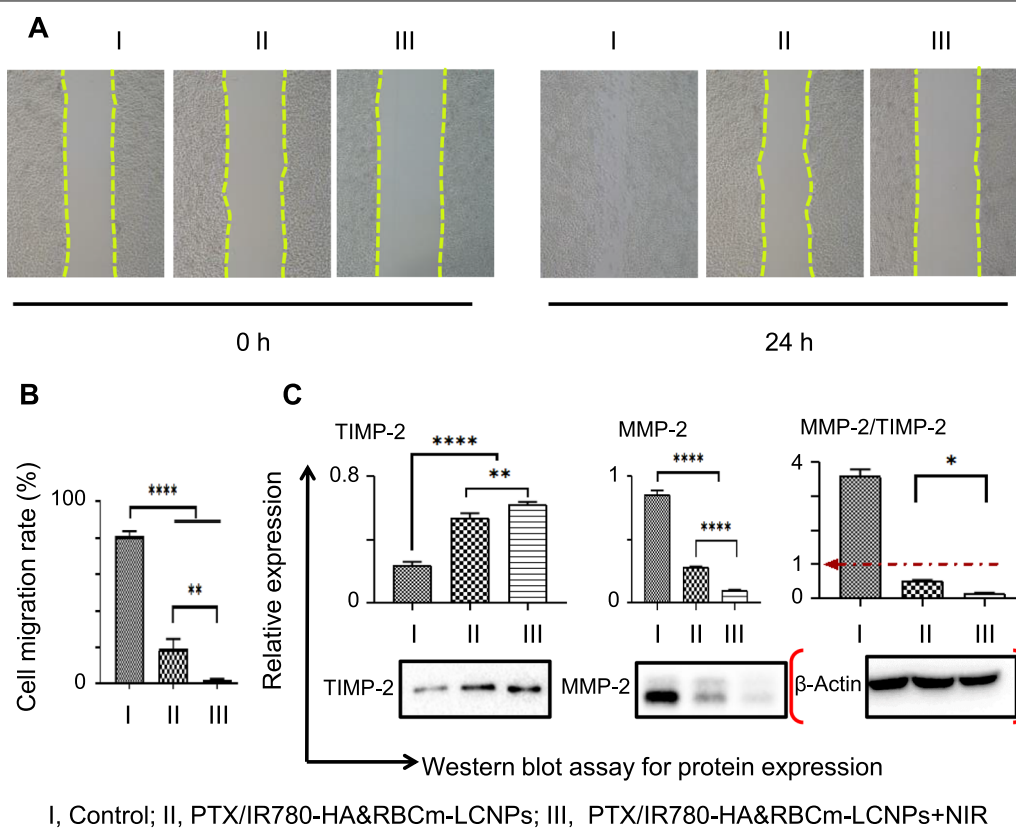 A
I II III I II III
0 h 24 h
B
Cell migration rate (%)
100
0
****
**
I II III
C
Relative expression
TIMP-2
0.8
0
****
**
I II III
MMP-2
1
0
****
****
I II III
MMP-2/TIMP-2
4
1
0
*
I II III
TIMP-2 MMP-2 β-Actin
Western blot assay for protein expression
I, Control; II, PTX/IR780-HA&RBCm-LCNPs; III, PTX/IR780-HA&RBCm-LCNPs+NIR